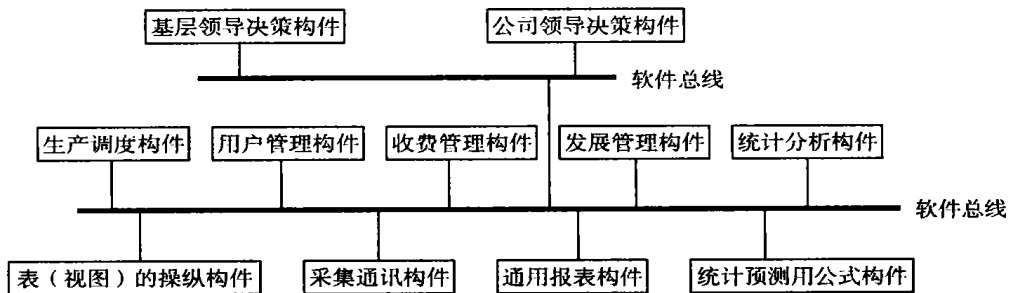 基层领导决策构件 公司领导决策构件
软件总线
生产调度构件 用户管理构件 收费管理构件 发展管理构件 统计分析构件
软件总线
表（视图）的操纵构件 采集通讯构件 通用报表构件 统计预测用公式构件